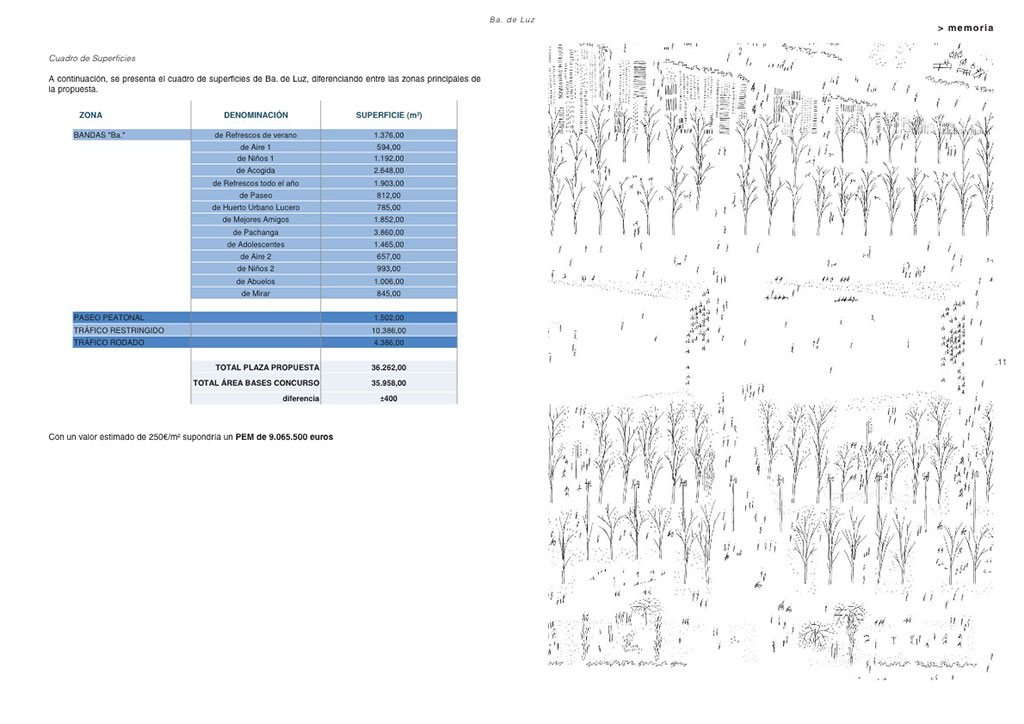 Ba. de Luz
> memoria
Cuadro de Superficies
A continuación, se presenta el cuadro de superficies de Ba. de Luz, diferenciando entre las zonas principales de
la propuesta.
ZONA DENOMINACIÓN SUPERFICIE (m²)
BANDAS "Ba." de Refrescos de verano 1.376,00
de Aire 1 594,00
de Niños 1 1.192,00
de Acogida 2.648,00
de Refrescos todo el año 1.903,00
de Paseo 812,00
de Huerto Urbano Lucero 785,00
de Mejores Amigos 1.852,00
de Pachanga 3.860,00
de Adolescentes 1.465,00
de Aire 2 657,00
de Niños 2 993,00
de Abuelos 1.006,00
de Mirar 845,00
PASEO PEATONAL 1.502,00
TRÁFICO RESTRINGIDO 10.386,00
TRÁFICO RODADO 4.386,00
TOTAL PLAZA PROPUESTA 36.262,00
TOTAL ÁREA BASES CONCURSO 35.958,00
diferencia ±400
Con un valor estimado de 250€/m² supondría un PEM de 9.065.500 euros
.11